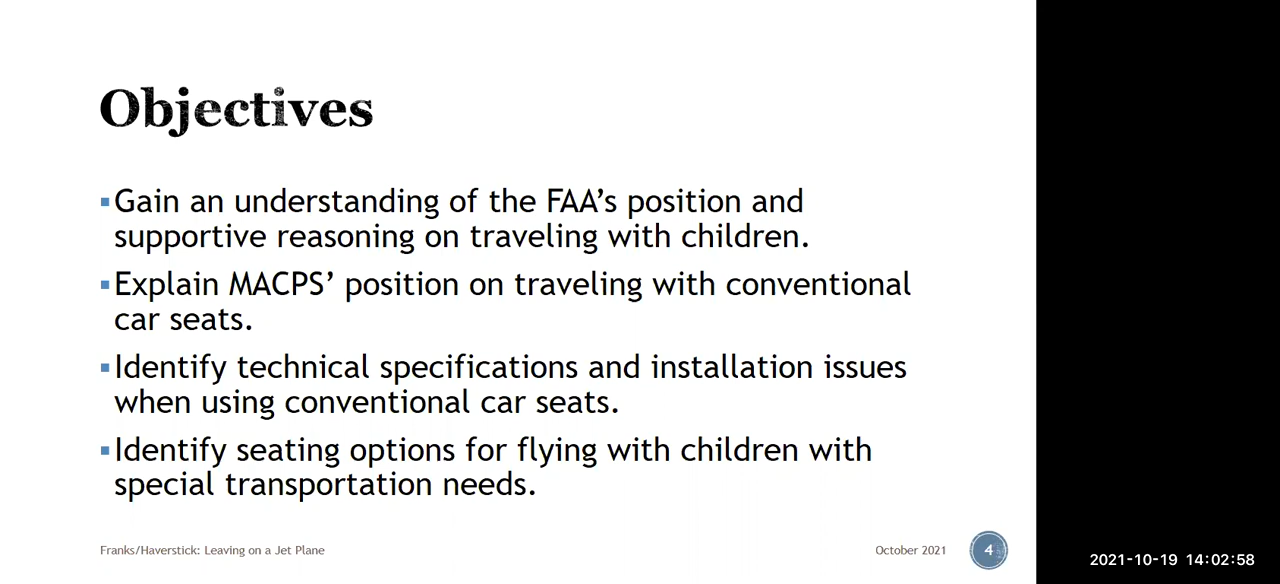 Objectives
▪Gain an understanding of the FAA’s position and
supportive reasoning on traveling with children.
▪Explain MACPS’ position on traveling with conventional
car seats.
▪Identify technical specifications and installation issues
when using conventional car seats.
▪Identify seating options for flying with children with
special transportation needs.
Franks/Haverstick: Leaving on a Jet Plane
October 2021
4
2021-10-19 14:02:58